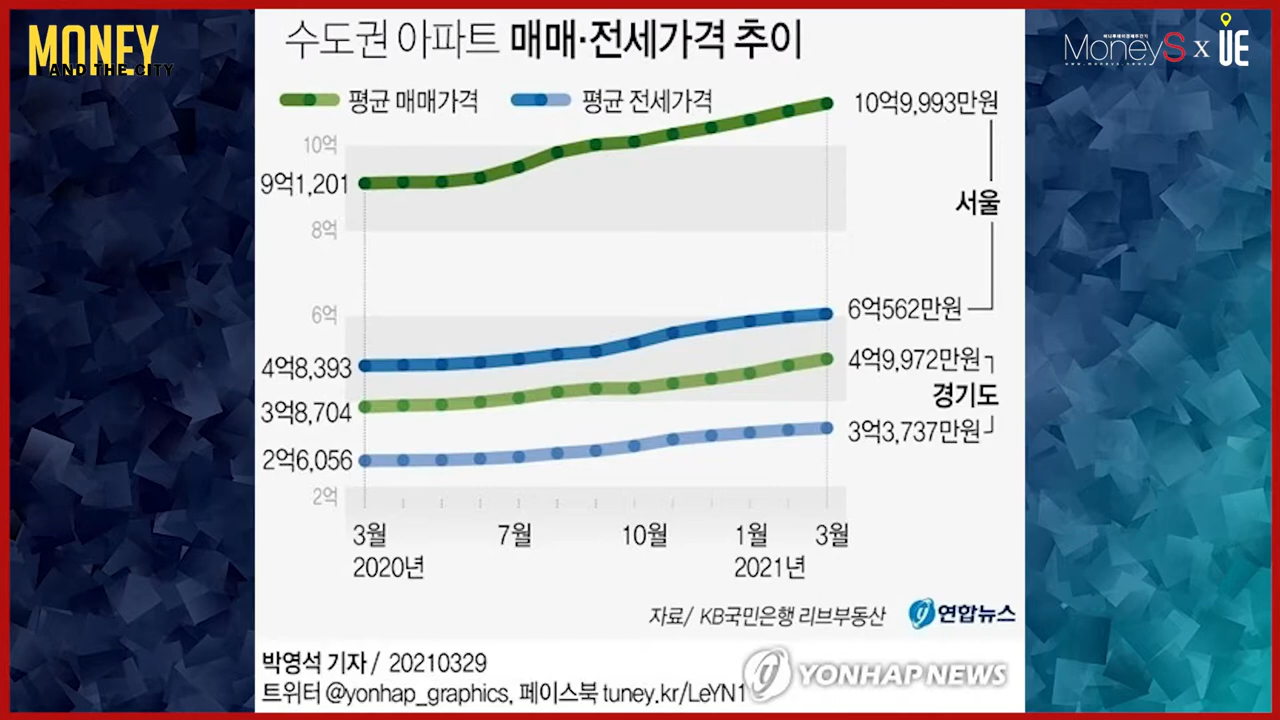 MONEY
AND THE CITY
수도권 아파트 매매·전세가격 추이
MoneyS x UE
www.moneys.news
평균 매매가격
평균 전세가격
10억9,993만원
10억
9억1,201
서울
8억
6억
6억562만원
4억8,393
4억9,972만원
경기도
3억8,704
3억3,737만원
2억6,056
2억
3월 7월 10월 1월 3월
2020년 2021년
자료/ KB국민은행 리브부동산
연합뉴스
박영석 기자 / 20210329
YONHAP NEWS
트위터 @yonhap_graphics, 페이스북 tuney.kr/LeYN1